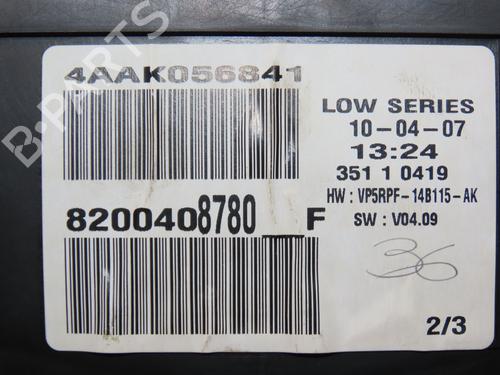 4AAK056841
LOW SERIES
10-04-07
13:24
351 1 0419
HW : VP5RPF-14B115-AK
SW : V04.09
8200408780__F
36
2/3
B-PARTS